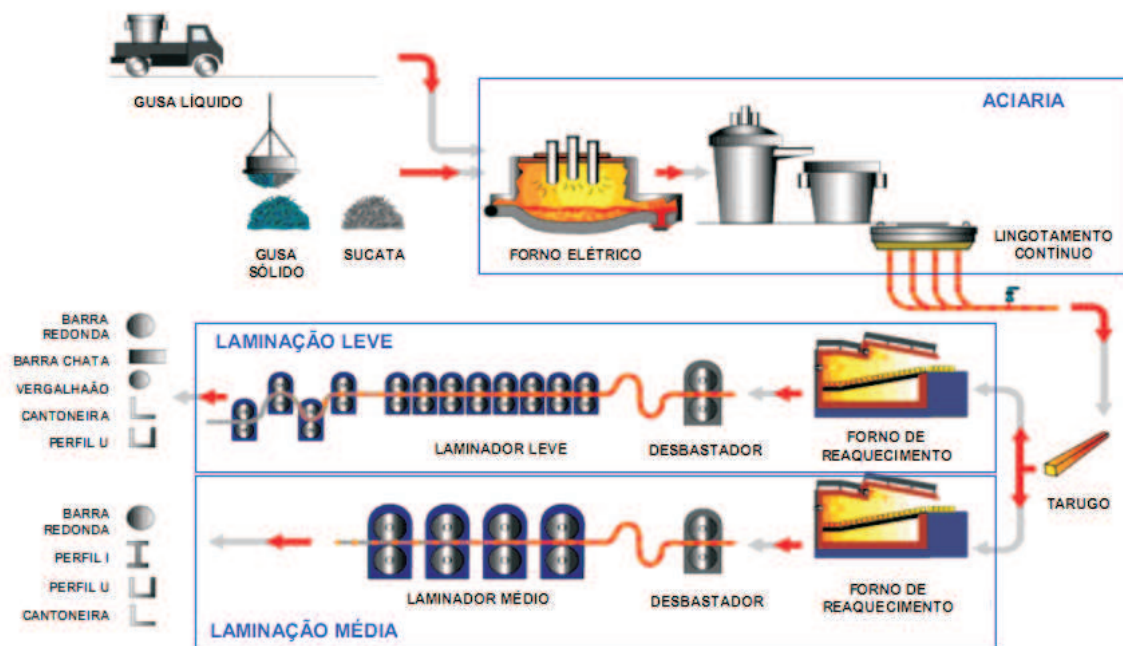 GUSA LÍQUIDO
ACIARIA
GUSA
SÓLIDO
SUCATA
FORNO ELÉTRICO
LINGOTAMENTO
CONTÍNUO
BARRA
REDONDA
BARRA CHATA
VERGALHAÃO
CANTONEIRA
PERFIL U
LAMINAÇÃO LEVE
LAMINADOR LEVE
DESBASTADOR
FORNO DE
REAQUECIMENTO
TARUGO
BARRA
REDONDA
PERFIL I
PERFIL U
CANTONEIRA
LAMINADOR MÉDIO
DESBASTADOR
FORNO DE
REAQUECIMENTO
LAMINAÇÃO MÉDIA